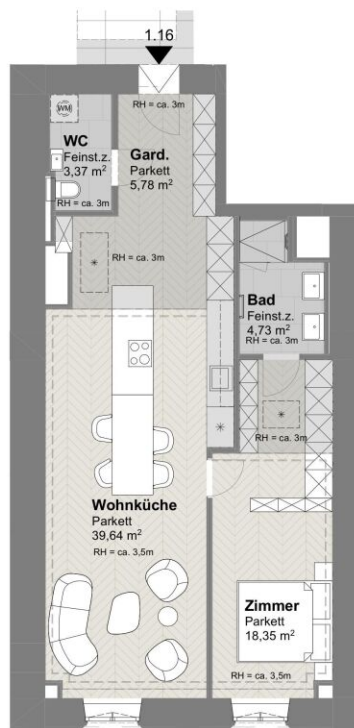 1.16
RH = ca. 3m
WM
WC
Feinst.z.
3,37 m²
RH = ca. 3m
Gard.
Parkett
5,78 m²
RH = ca. 3m
Bad
Feinst.z.
4,73 m²
RH = ca. 3m
RH = ca. 3m
Wohnküche
Parkett
39,64 m²
RH = ca. 3,5m
Zimmer
Parkett
18,35 m²
RH = ca. 3,5m